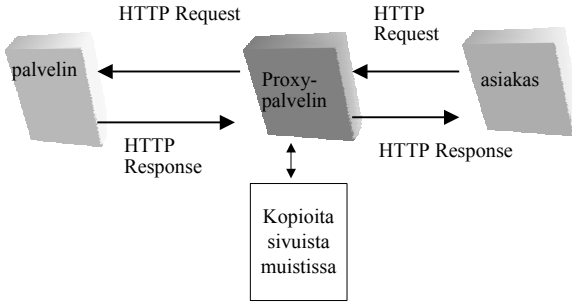 HTTP Request
HTTP
Request
palvelin
Proxy-
palvelin
asiakas
HTTP
Response
HTTP Response
Kopioita
sivuista
muistissa